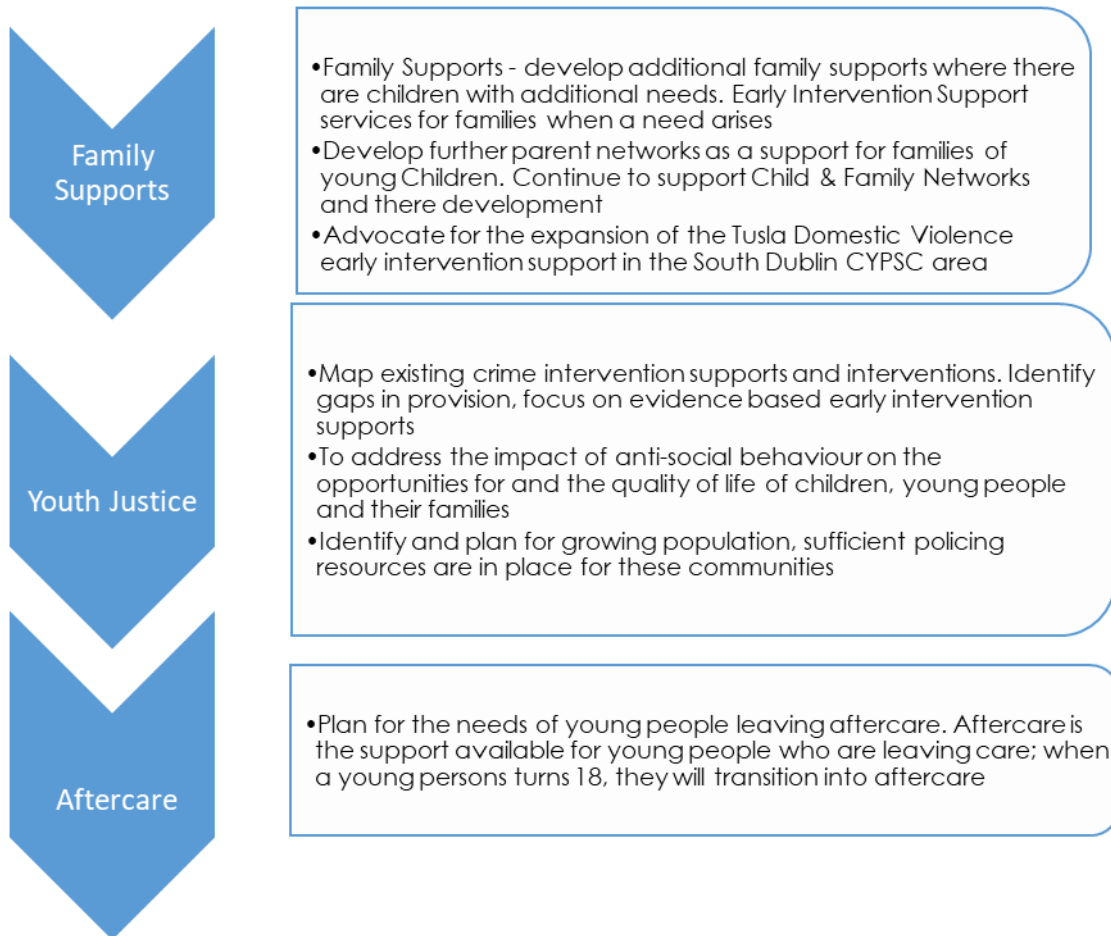 Family
Supports
•Family Supports - develop additional family supports where there
are children with additional needs. Early Intervention Support
services for families when a need arises
•Develop further parent networks as a support for families of
young Children. Continue to support Child & Family Networks
and there development
•Advocate for the expansion of the Tusla Domestic Violence
early intervention support in the South Dublin CYPSC area
Youth Justice
•Map existing crime intervention supports and interventions. Identify
gaps in provision, focus on evidence based early intervention
supports
•To address the impact of anti-social behaviour on the
opportunities for and the quality of life of children, young people
and their families
•Identify and plan for growing population, sufficient policing
resources are in place for these communities
Aftercare
•Plan for the needs of young people leaving aftercare. Aftercare is
the support available for young people who are leaving care; when
a young persons turns 18, they will transition into aftercare